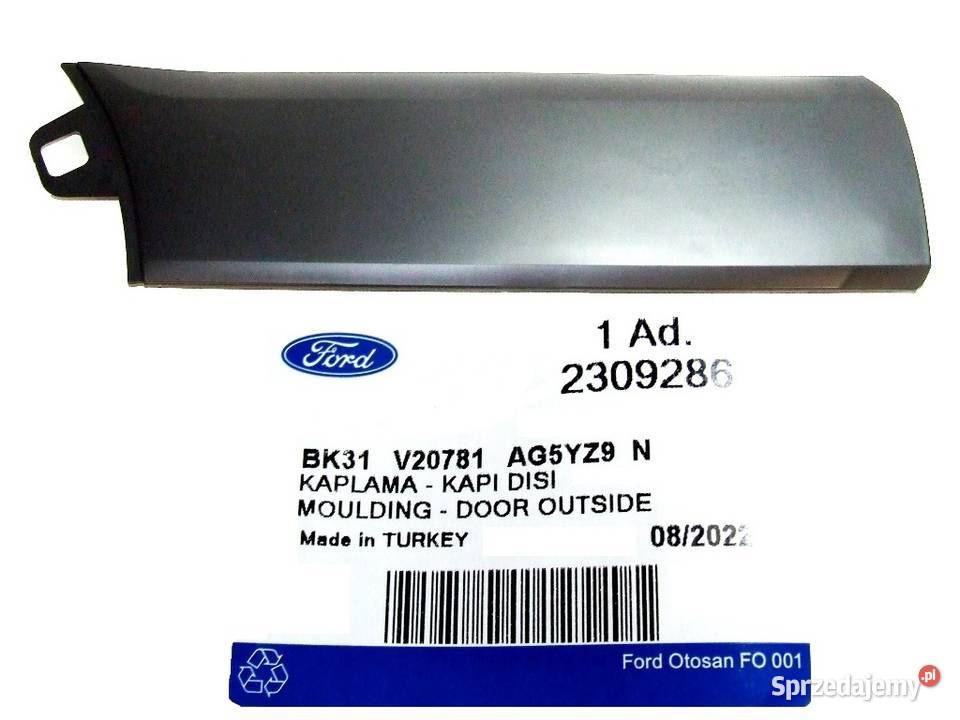 Ford
1 Ad.
2309286
BK31 V20781 AG5YZ9 N
KAPLAMA - KAPI DISI
MOULDING - DOOR OUTSIDE
Made in TURKEY
08/2022
Ford Otosan FO 001
Sprzedajemy.pl